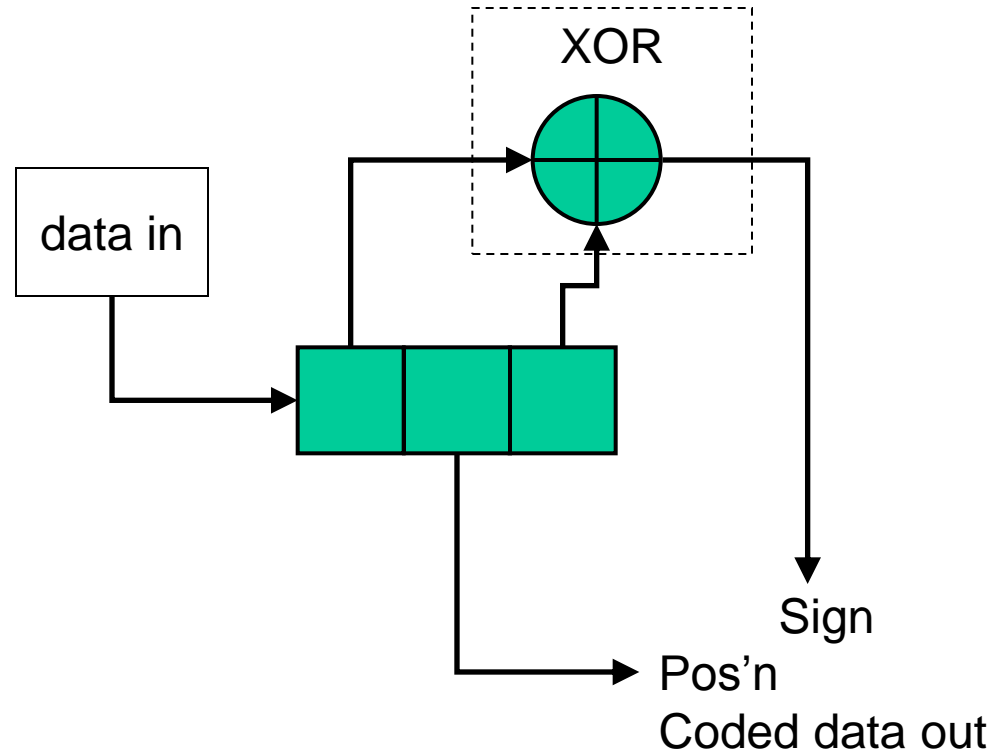 XOR
data in
Sign
Pos’n
Coded data out